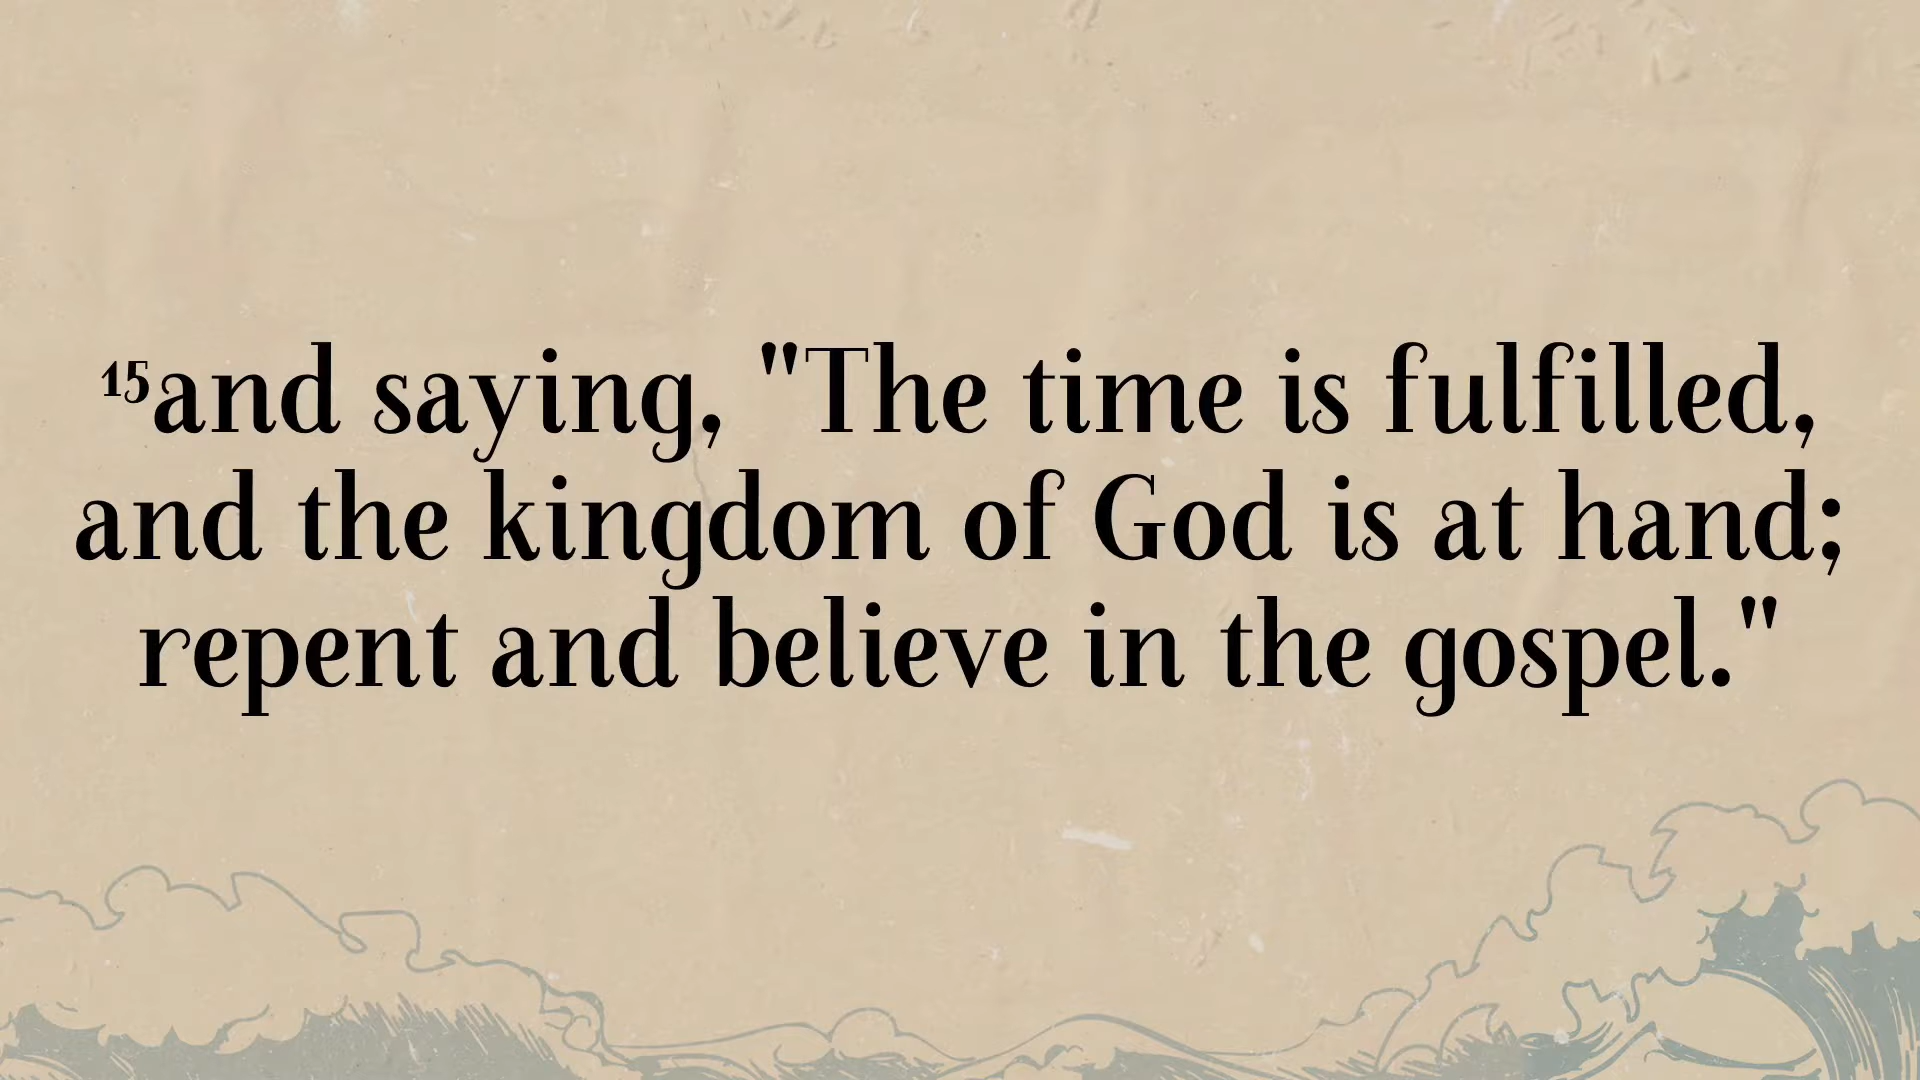 ¹⁵and saying, "The time is fulfilled,
and the kingdom of God is at hand;
repent and believe in the gospel."